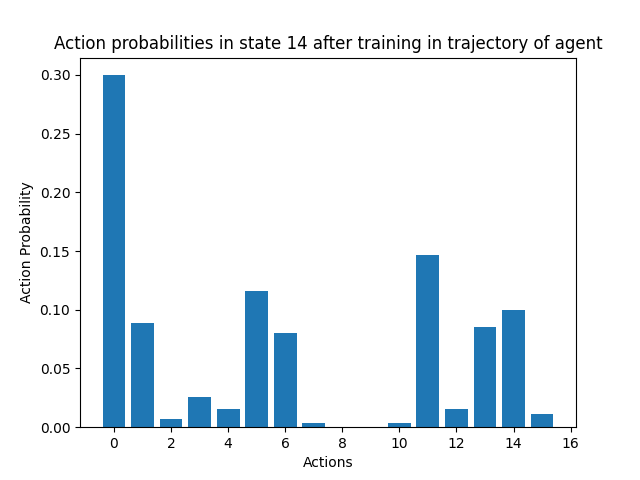 Action probabilities in state 14 after training in trajectory of agent
0.30
0.25
0.20
0.15
0.10
0.05
0.00
Action Probability
0 2 4 6 8 10 12 14 16
Actions